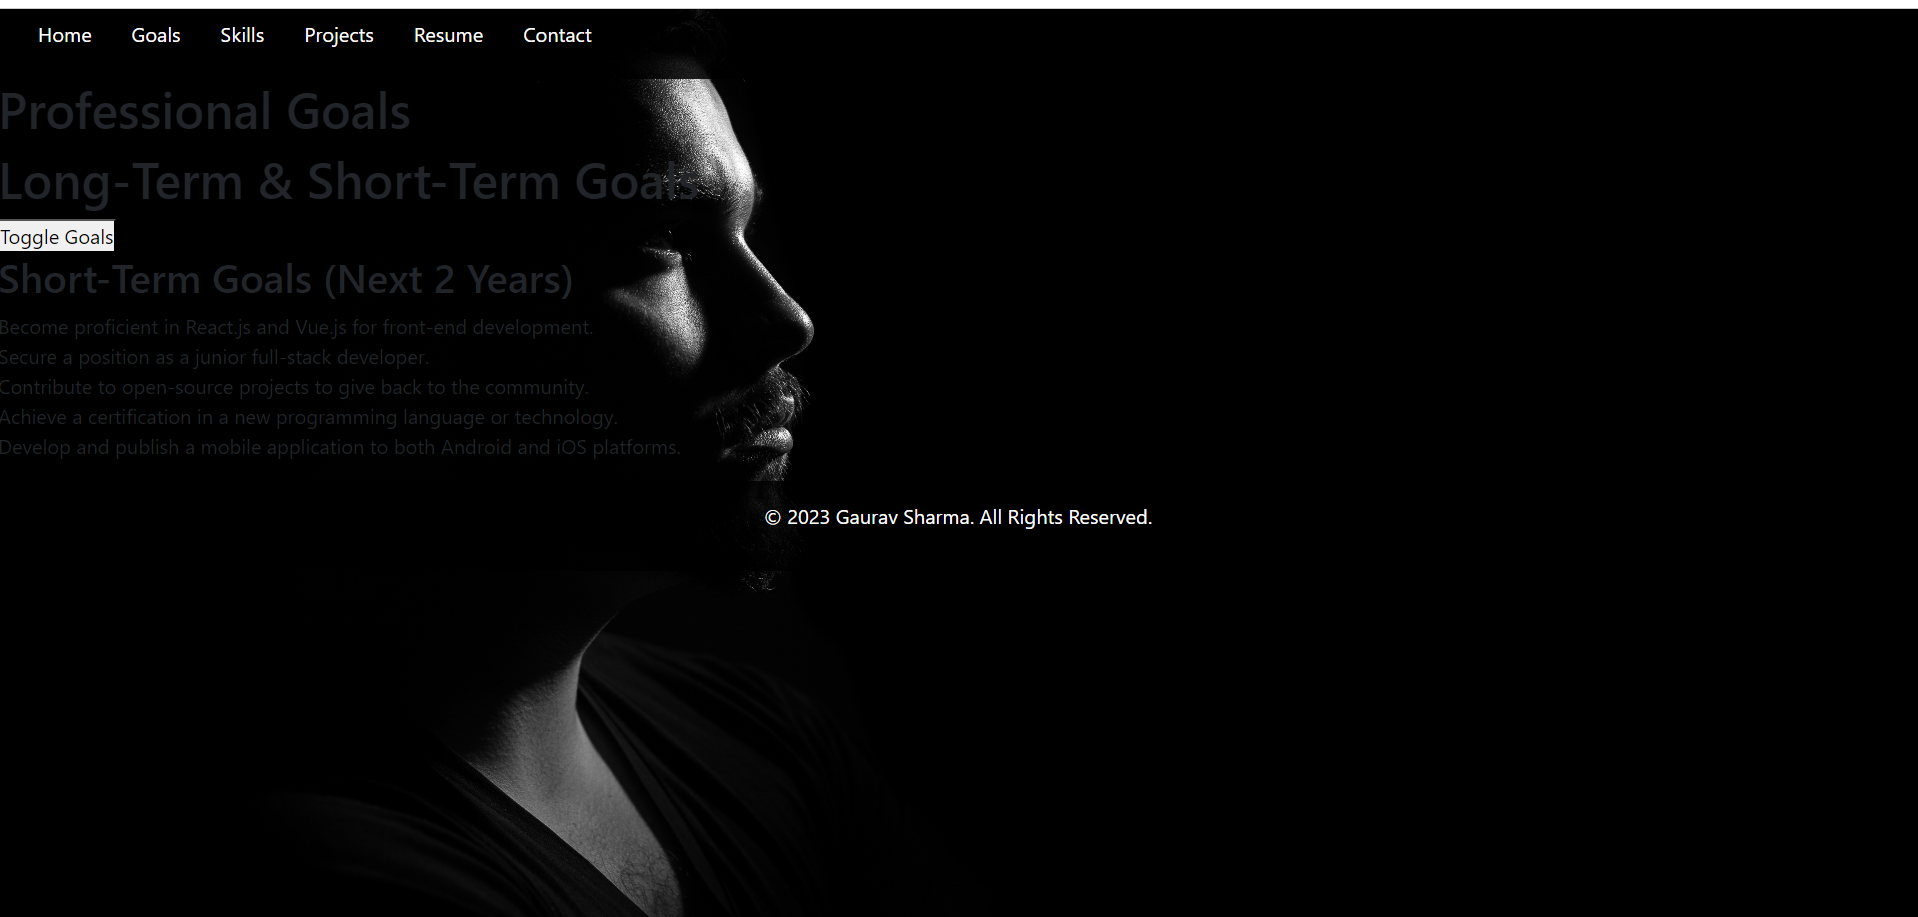 Home Goals Skills Projects Resume Contact
Professional Goals
Long-Term & Short-Term Goals
Toggle Goals
Short-Term Goals (Next 2 Years)
Become proficient in React.js and Vue.js for front-end development.
Secure a position as a junior full-stack developer.
Contribute to open-source projects to give back to the community.
Achieve a certification in a new programming language or technology.
Develop and publish a mobile application to both Android and iOS platforms.
© 2023 Gaurav Sharma. All Rights Reserved.